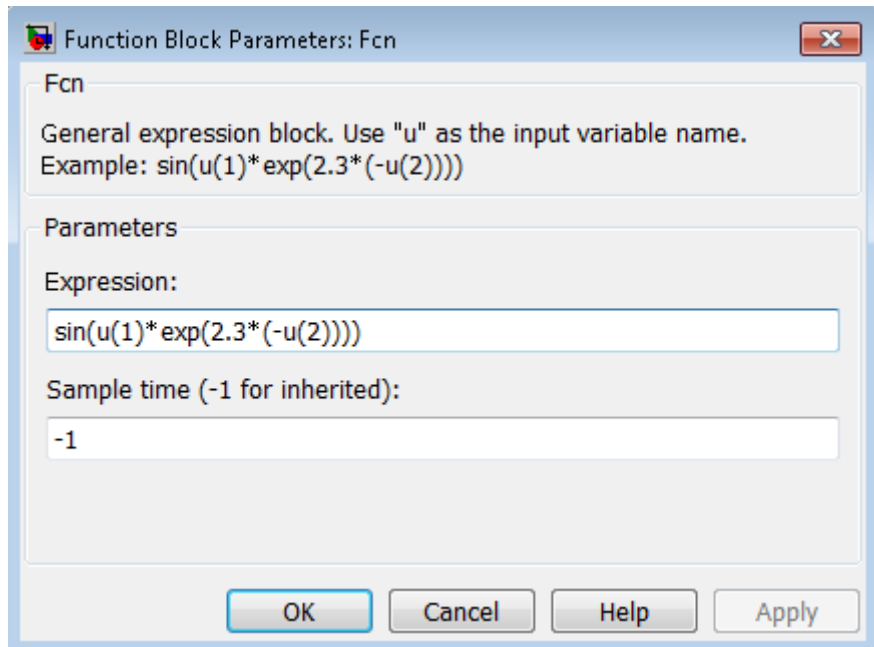 Function Block Parameters: Fcn
Fcn
General expression block. Use "u" as the input variable name.
Example: sin(u(1)*exp(2.3*(-u(2))))
Parameters
Expression:
sin(u(1)*exp(2.3*(-u(2))))
Sample time (-1 for inherited):
-1
OK Cancel Help Apply